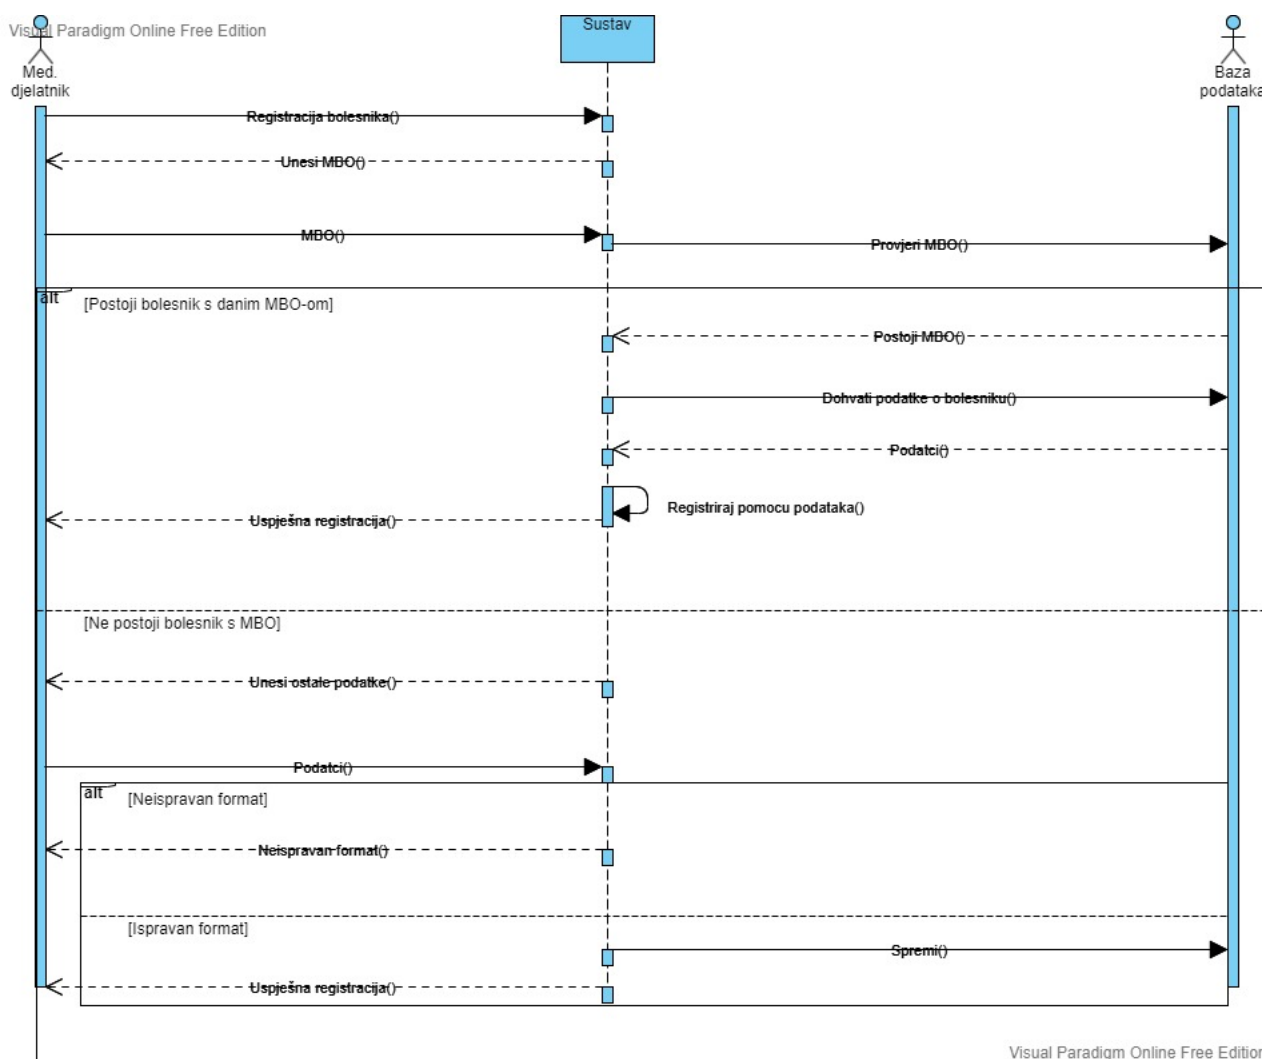 Visual Paradigm Online Free Edition
Sustav
Med.
djelatnik
Baza
podataka
Registracija bolesnika()
Unesi MBO()
MBO()
Provjeri MBO()
alt
[Postoji bolesnik s danim MBO-om]
Postoji MBO()
Dohvati podatke o bolesniku()
Podatci()
Registriraj pomocu podataka()
Uspješna registracija()
[Ne postoji bolesnik s MBO]
Unesi ostale podatke()
Podatci()
alt
[Neispravan format]
Neispravan format()
[Ispravan format]
Spremi()
Uspješna registracija()
Visual Paradigm Online Free Edition